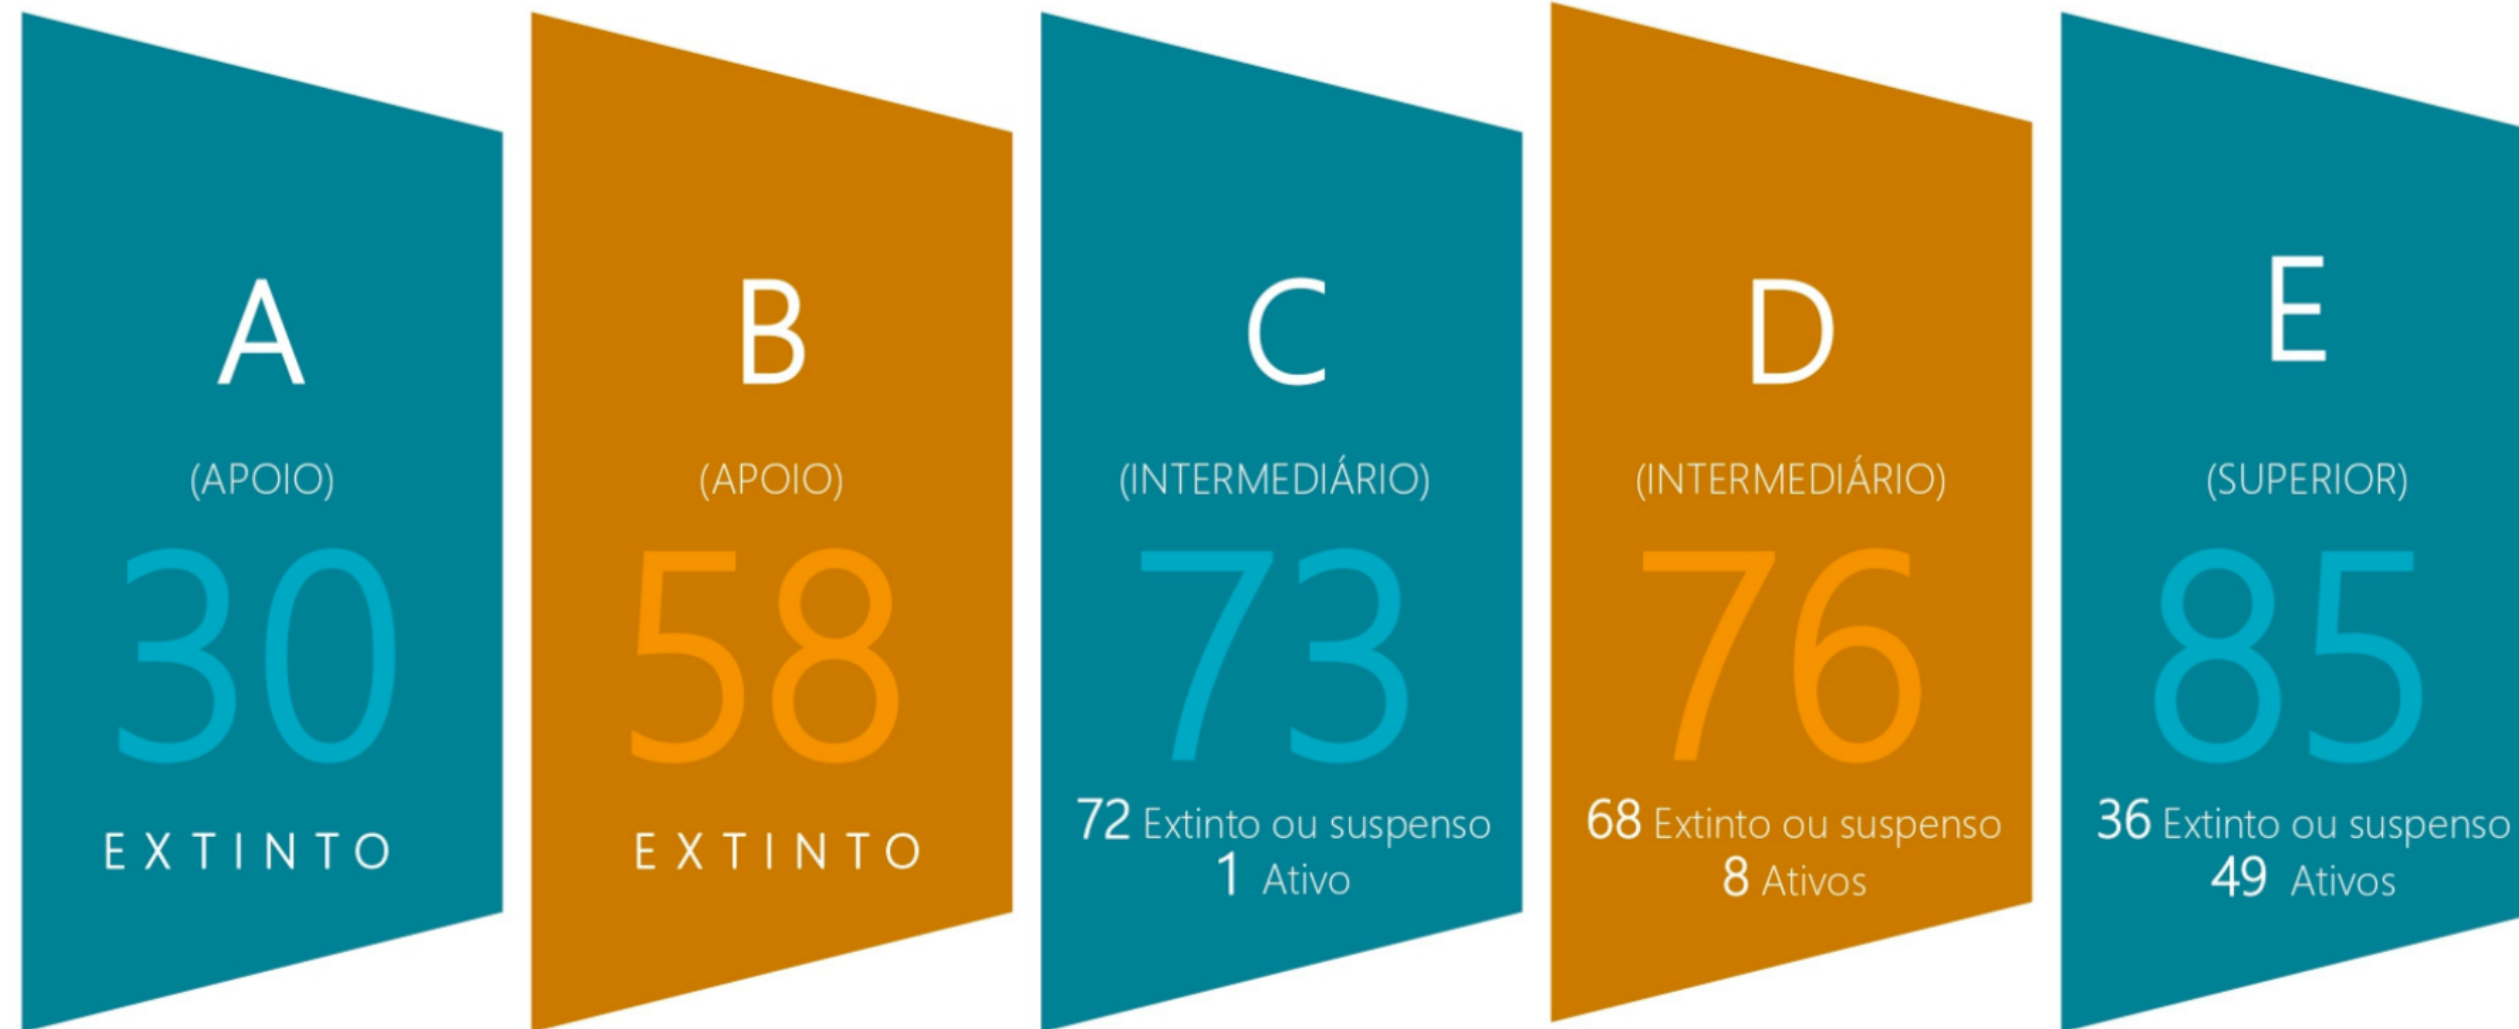 A
(APOIO)
30
EXTINTO
B
(APOIO)
58
EXTINTO
C
(INTERMEDIÁRIO)
73
72 Extinto ou suspenso
1 Ativo
D
(INTERMEDIÁRIO)
76
68 Extinto ou suspenso
8 Ativos
E
(SUPERIOR)
85
36 Extinto ou suspenso
49 Ativos